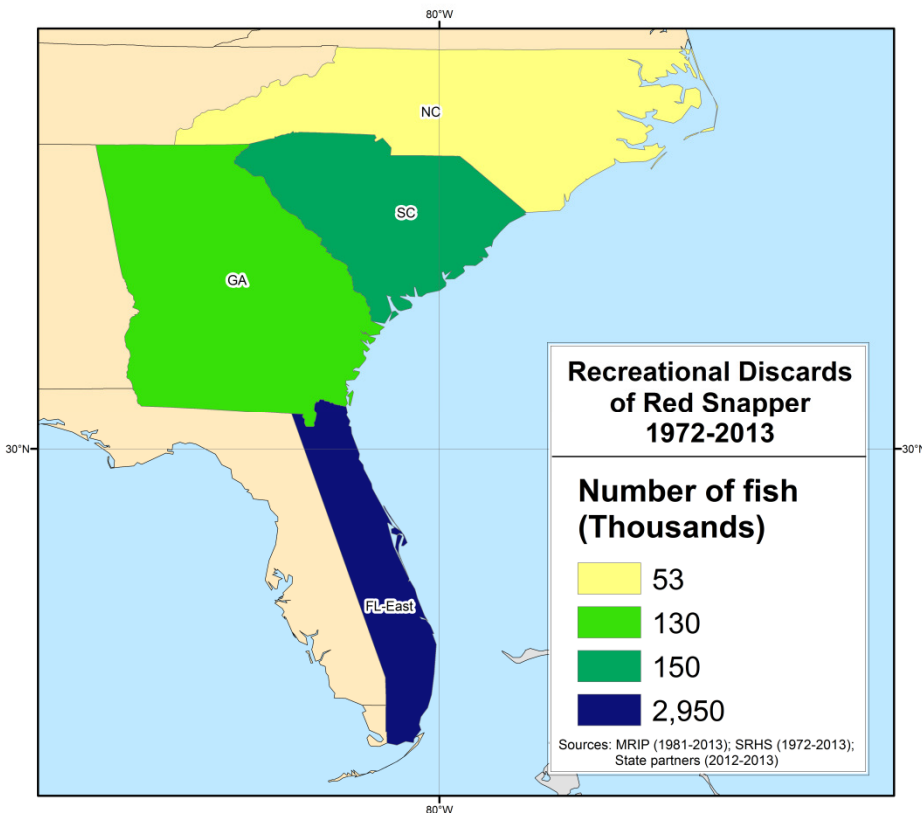 80°W
NC
SC
GA
30°N
30°N
FL-East
Recreational Discards
of Red Snapper
1972-2013
Number of fish
(Thousands)
53
130
150
2,950
Sources: MRIP (1981-2013); SRHS (1972-2013);
State partners (2012-2013)
80°W